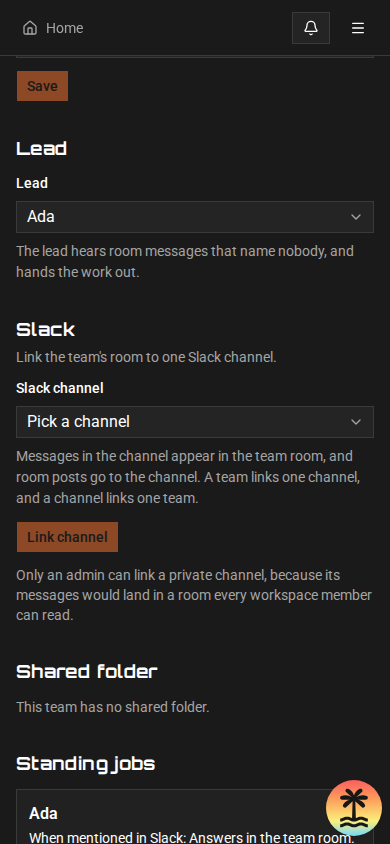 Home
Save
Lead
Lead
Ada
The lead hears room messages that name nobody, and
hands the work out.
Slack
Link the team's room to one Slack channel.
Slack channel
Pick a channel
Messages in the channel appear in the team room, and
room posts go to the channel. A team links one channel,
and a channel links one team.
Link channel
Only an admin can link a private channel, because its
messages would land in a room every workspace member
can read.
Shared folder
This team has no shared folder.
Standing jobs
Ada
When mentioned in Slack: Answers in the team room.